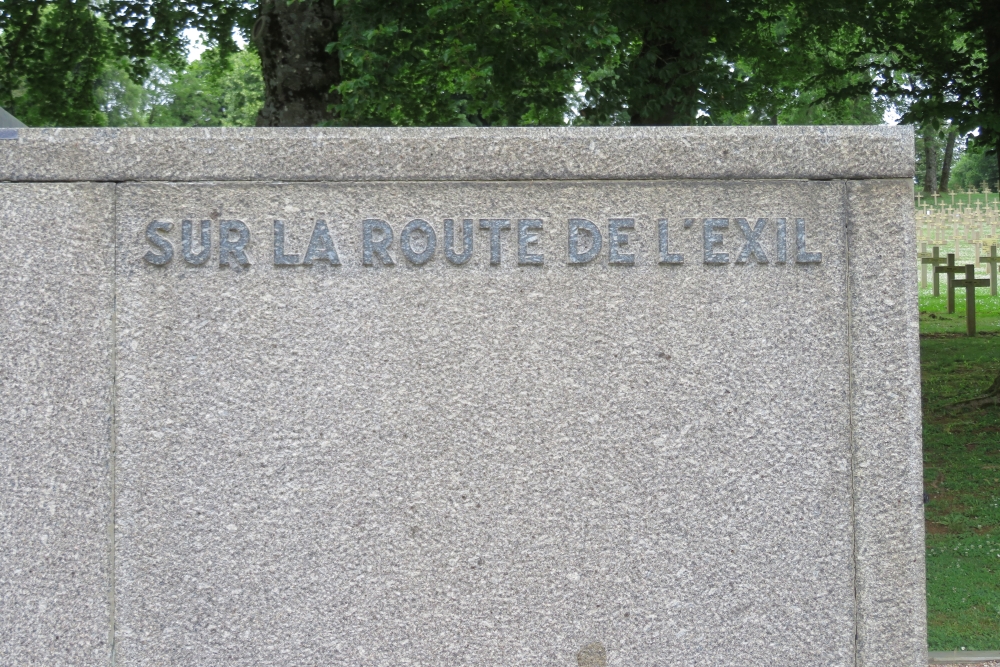 SUR LA ROUTE DE L'EXIL